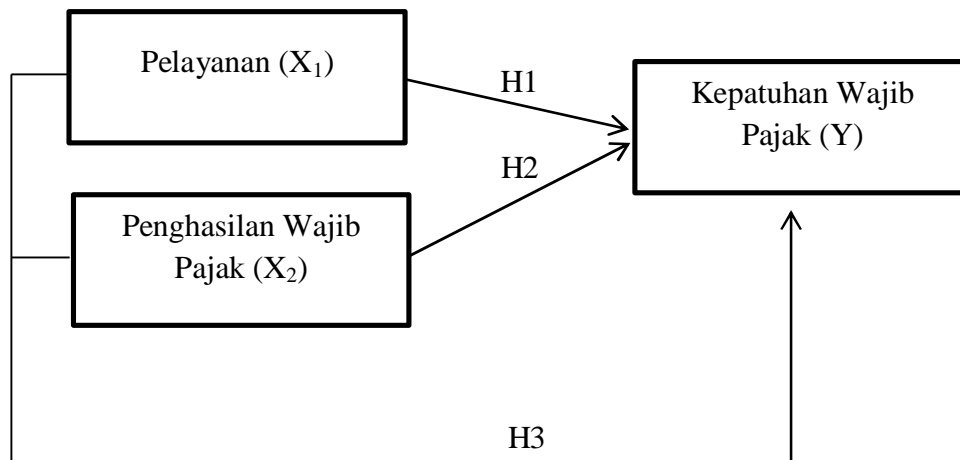 Pelayanan (X₁)
H1
Kepatuhan Wajib
Pajak (Y)
H2
Penghasilan Wajib
Pajak (X₂)
H3